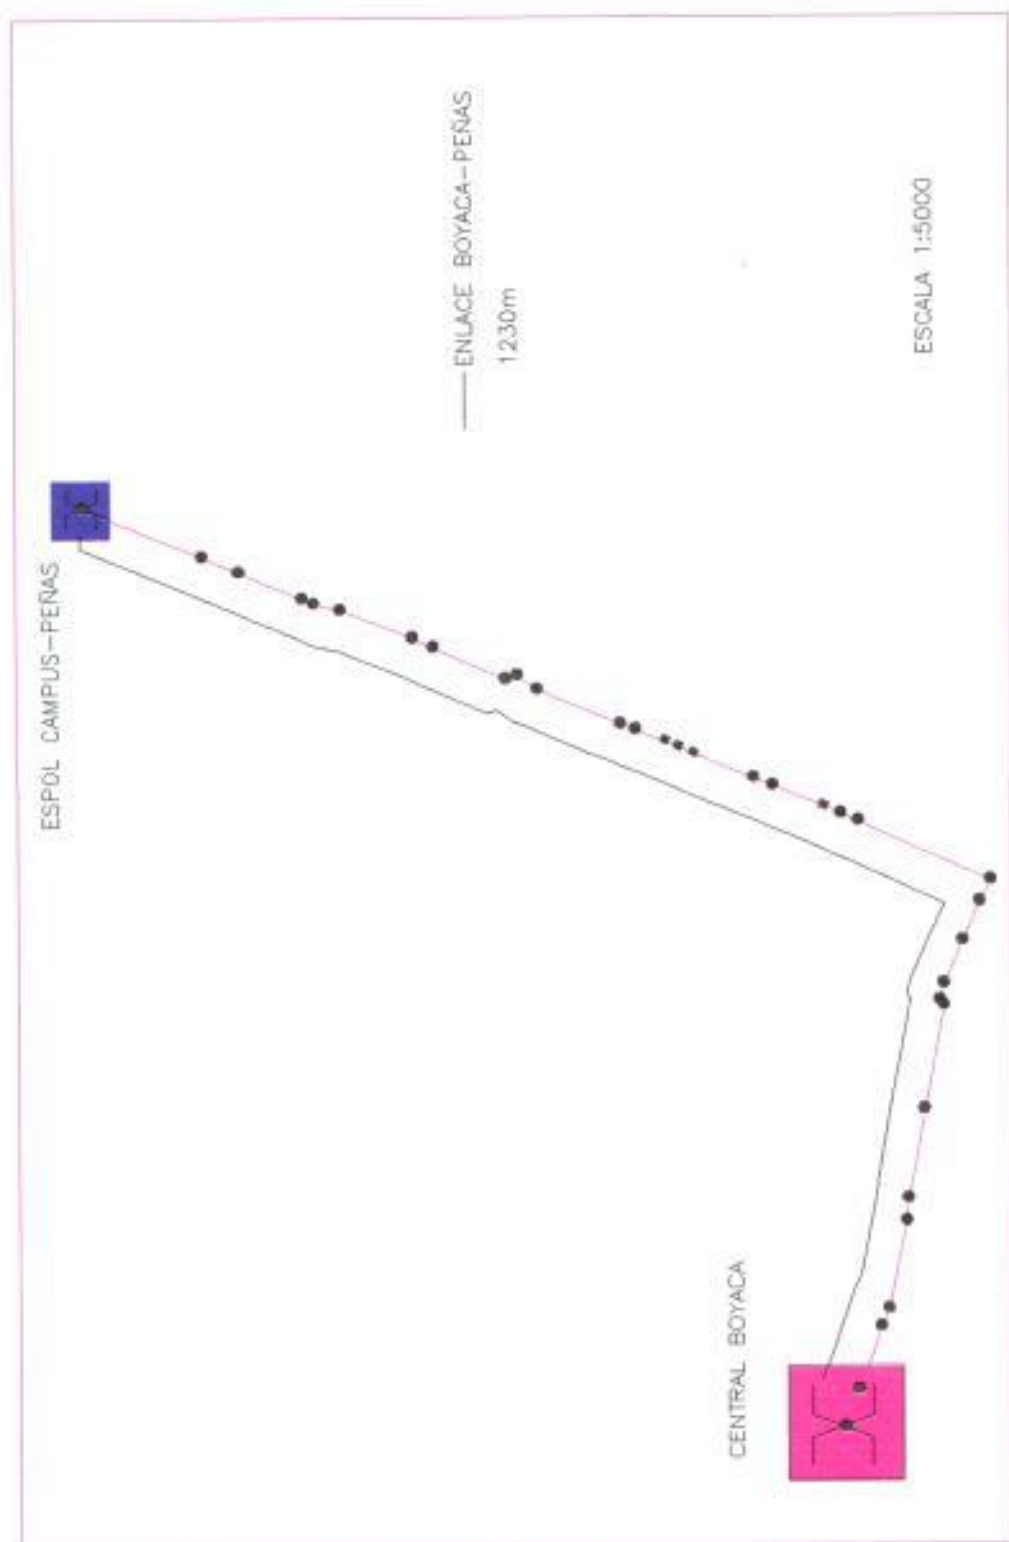 ESPOL CAMPUS-PEÑAS
ENLACE BOYACA-PEÑAS
1230m
CENTRAL BOYACA
ESCALA 1:5000